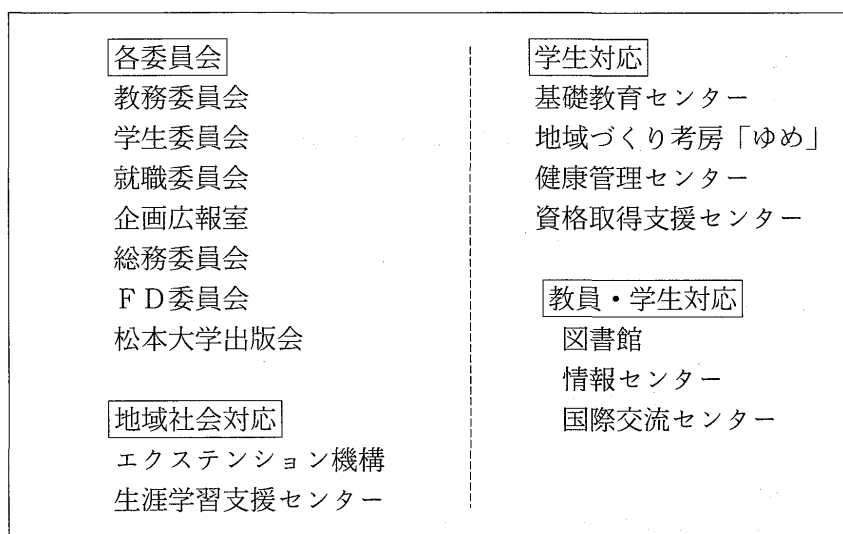 各委員会
教務委員会
学生委員会
就職委員会
企画広報室
総務委員会
ＦＤ委員会
松本大学出版会
地域社会対応
エクステンション機構
生涯学習支援センター
学生対応
基礎教育センター
地域づくり考房「ゆめ」
健康管理センター
資格取得支援センター
教員・学生対応
図書館
情報センター
国際交流センター